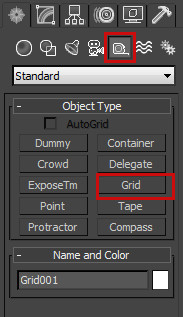 Standard
- Object Type
AutoGrid
Dummy Container
Crowd Delegate
ExposeTm Grid
Point Tape
Protractor Compass
- Name and Color
Grid001